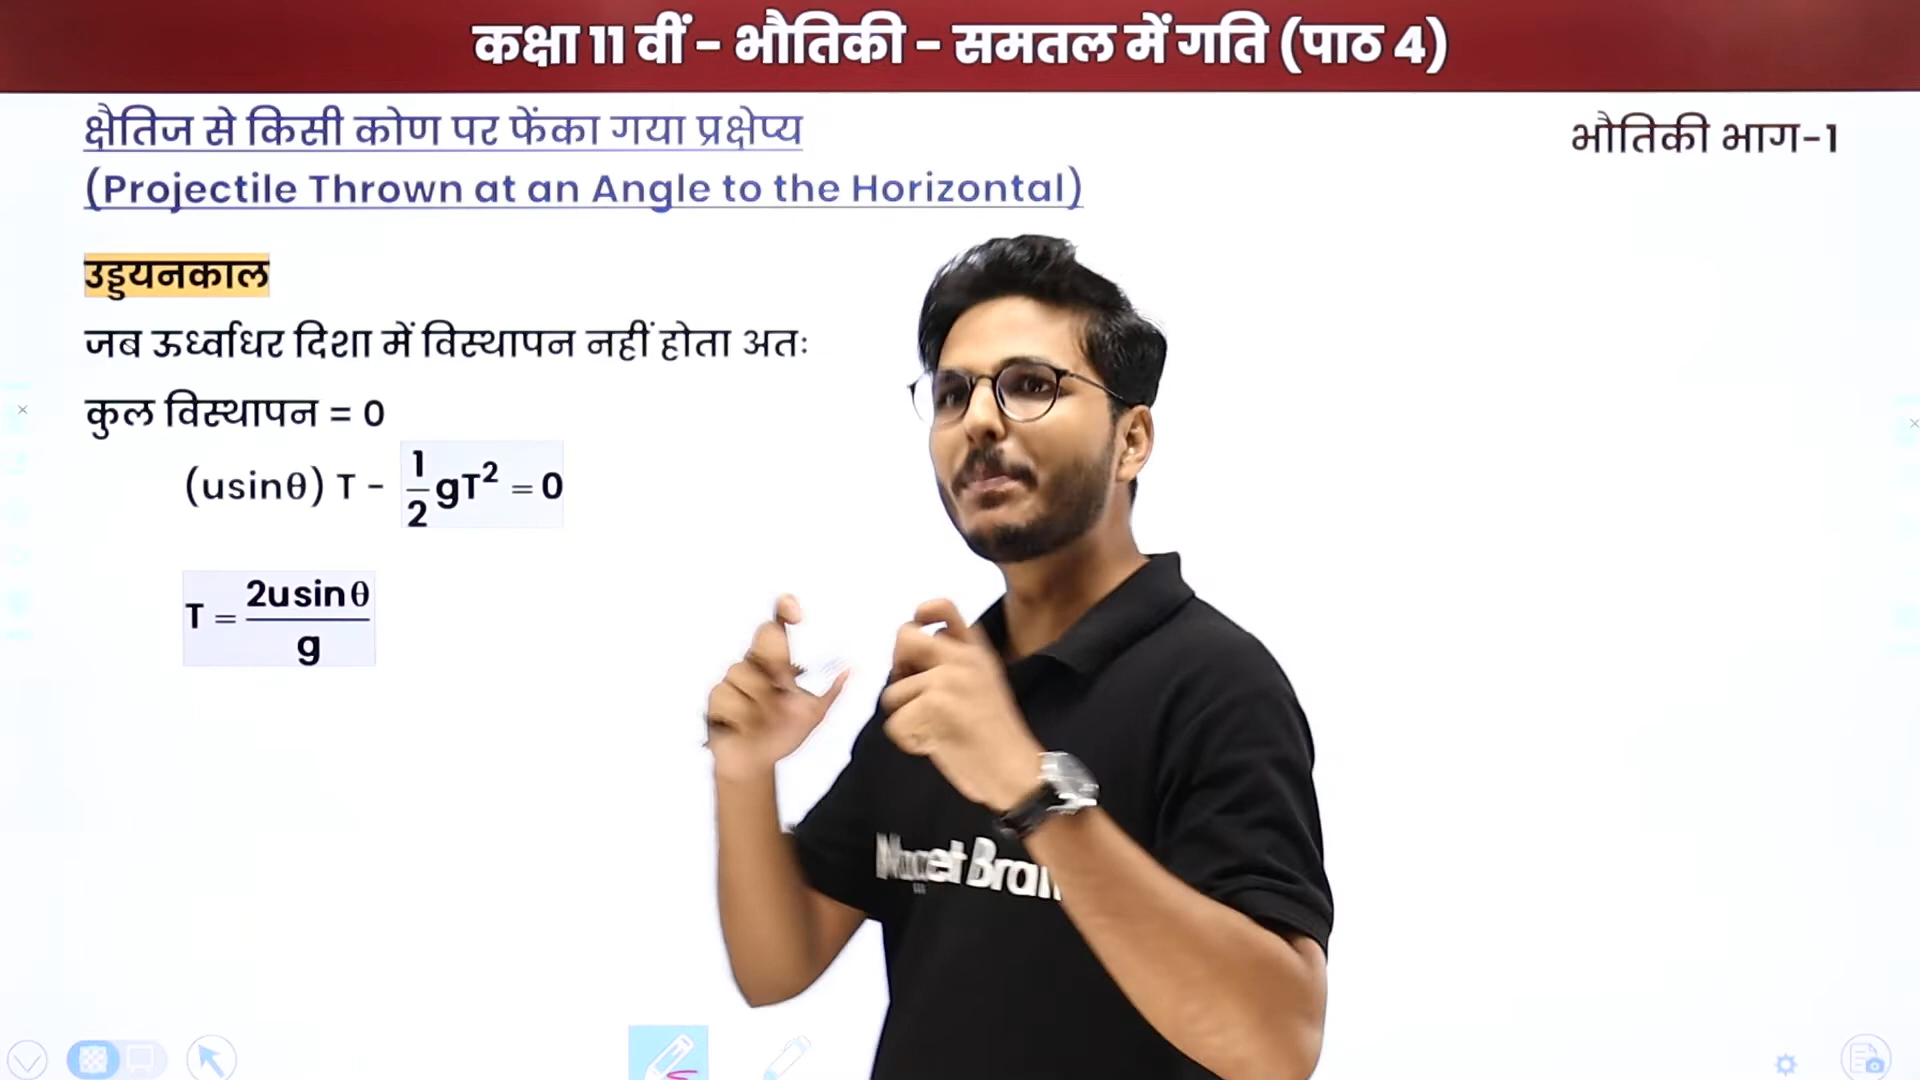 कक्षा 11 वीं - भौतिकी - समतल में गति (पाठ 4)
क्षैतिज से किसी कोण पर फेंका गया प्रक्षेप्य
भौतिकी भाग-1
(Projectile Thrown at an Angle to the Horizontal)
उड्डयनकाल
जब ऊर्ध्वाधर दिशा में विस्थापन नहीं होता अतः
कुल विस्थापन = 0
(usinθ) T - 1/2 gT² = 0
T = 2usinθ/g